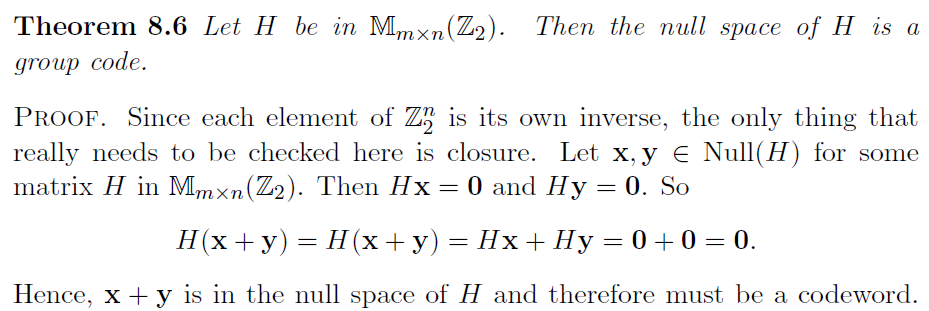 Theorem 8.6 Let H be in 𝕄ₘₓₙ(ℤ₂). Then the null space of H is a
group code.
PROOF. Since each element of ℤ₂ⁿ is its own inverse, the only thing that
really needs to be checked here is closure. Let x, y ∈ Null(H) for some
matrix H in 𝕄ₘₓₙ(ℤ₂). Then Hx = 0 and Hy = 0. So
H(x + y) = H(x + y) = Hx + Hy = 0 + 0 = 0.
Hence, x + y is in the null space of H and therefore must be a codeword.